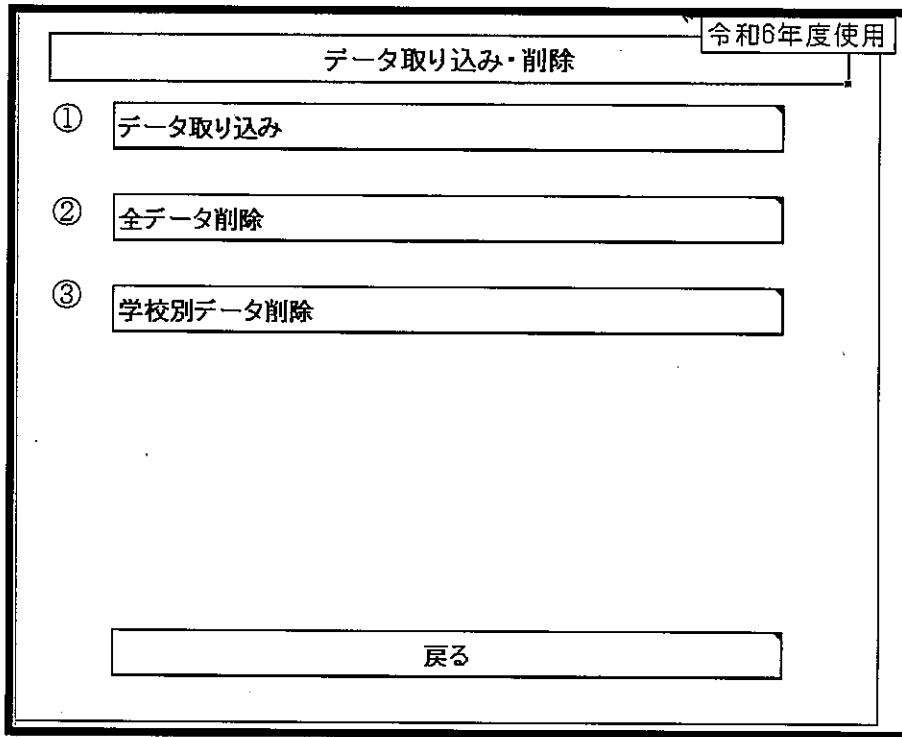 令和6年度使用
データ取り込み・削除
①
データ取り込み
②
全データ削除
③
学校別データ削除
戻る